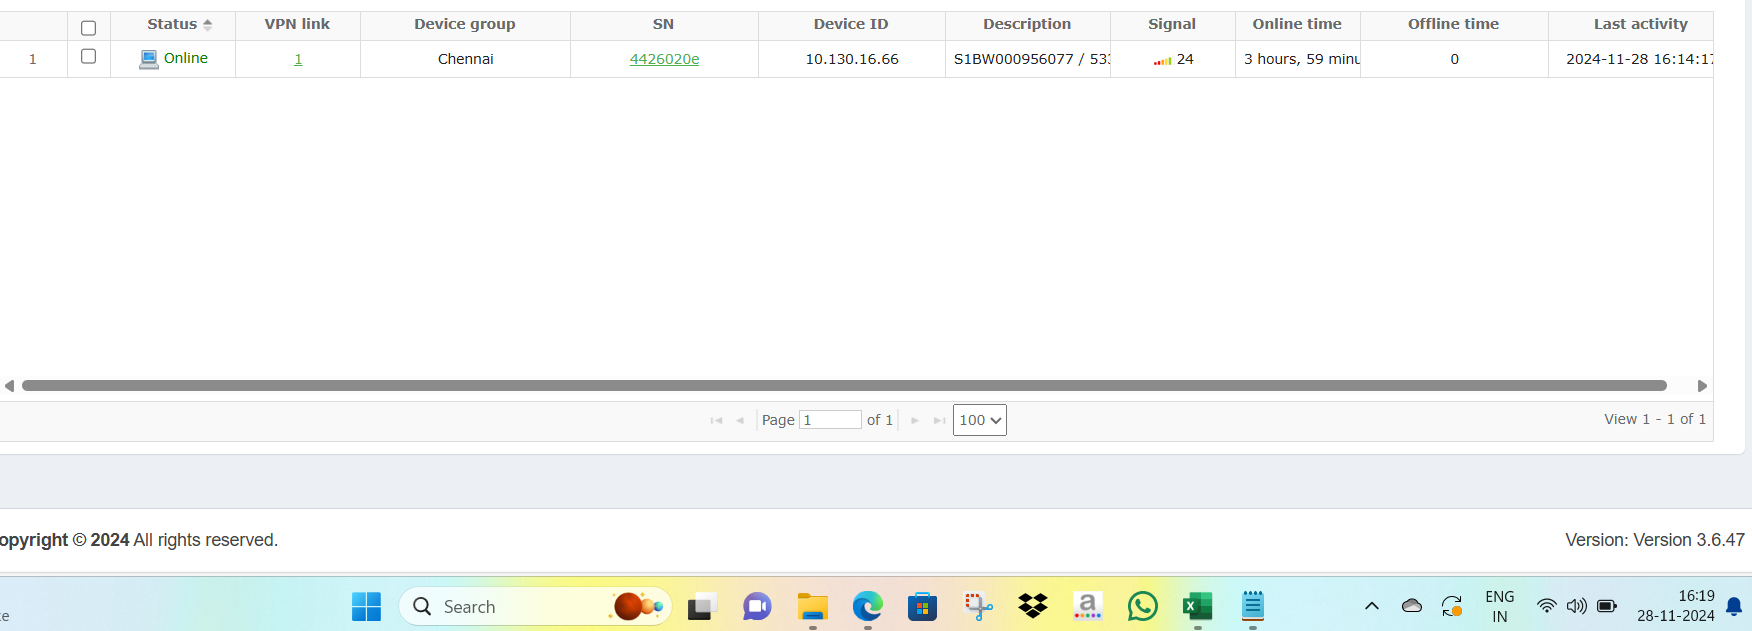 Status VPN link Device group SN Device ID Description Signal Online time Offline time Last activity
1 Online 1 Chennai 4426020e 10.130.16.66 S1BW000956077 / 533 24 3 hours, 59 minu 0 2024-11-28 16:14:17
Page 1 of 1 100 View 1 - 1 of 1
opyright © 2024 All rights reserved. Version: Version 3.6.47
Search ENG 16:19
IN 28-11-2024